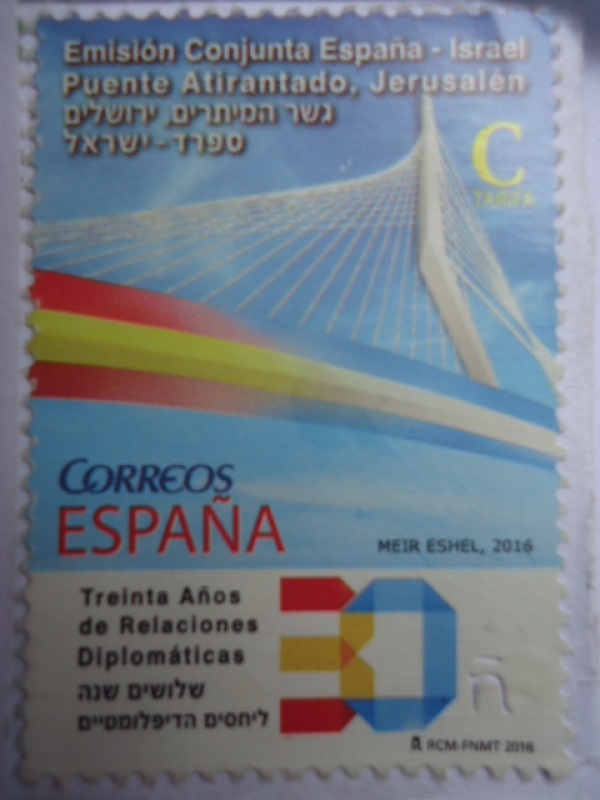 Emisión Conjunta España - Israel
Puente Atirantado, Jerusalén
גשר המיתרים, ירושלים
ספרד-ישראל
C
TARIFA
CORREOS
ESPAÑA
MEIR ESHEL, 2016
Treinta Años
de Relaciones
Diplomáticas
שלושים שנה
ליחסים הדיפלומטיים
30
ñ
RCM-FNMT 2016